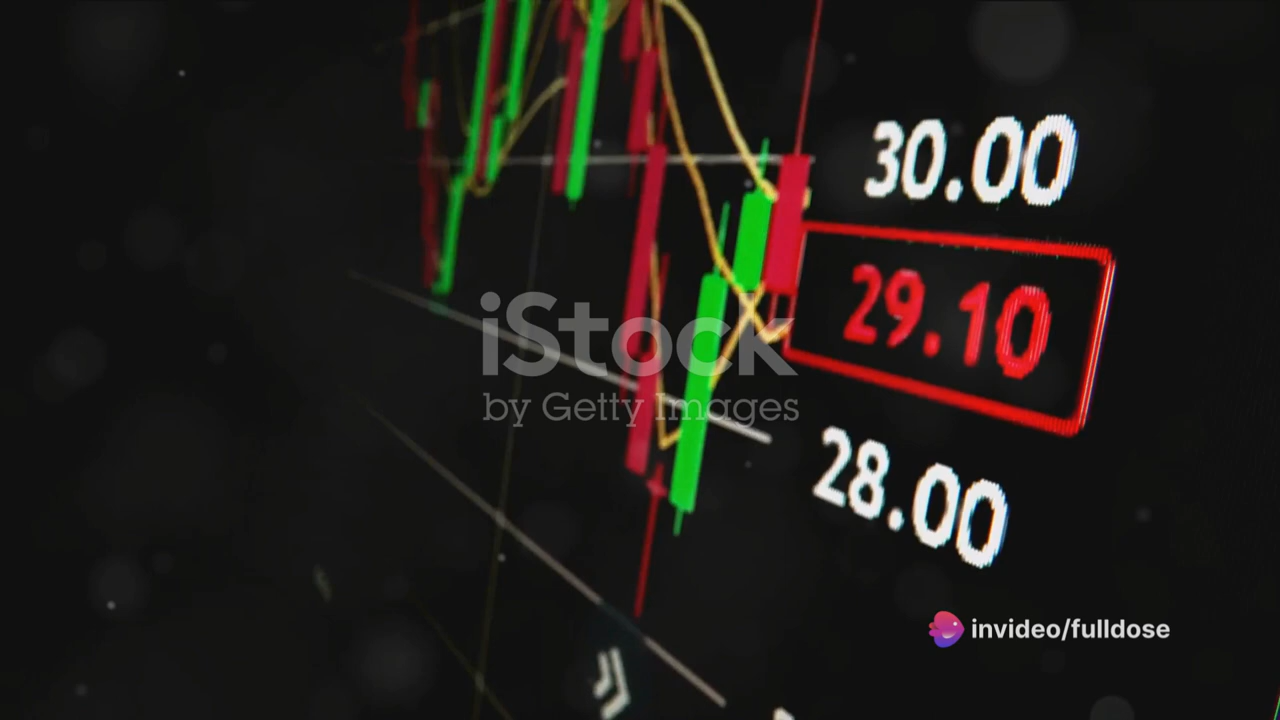 30.00
29.10
28.00
iStock
by Getty Images
invideo/fulldose